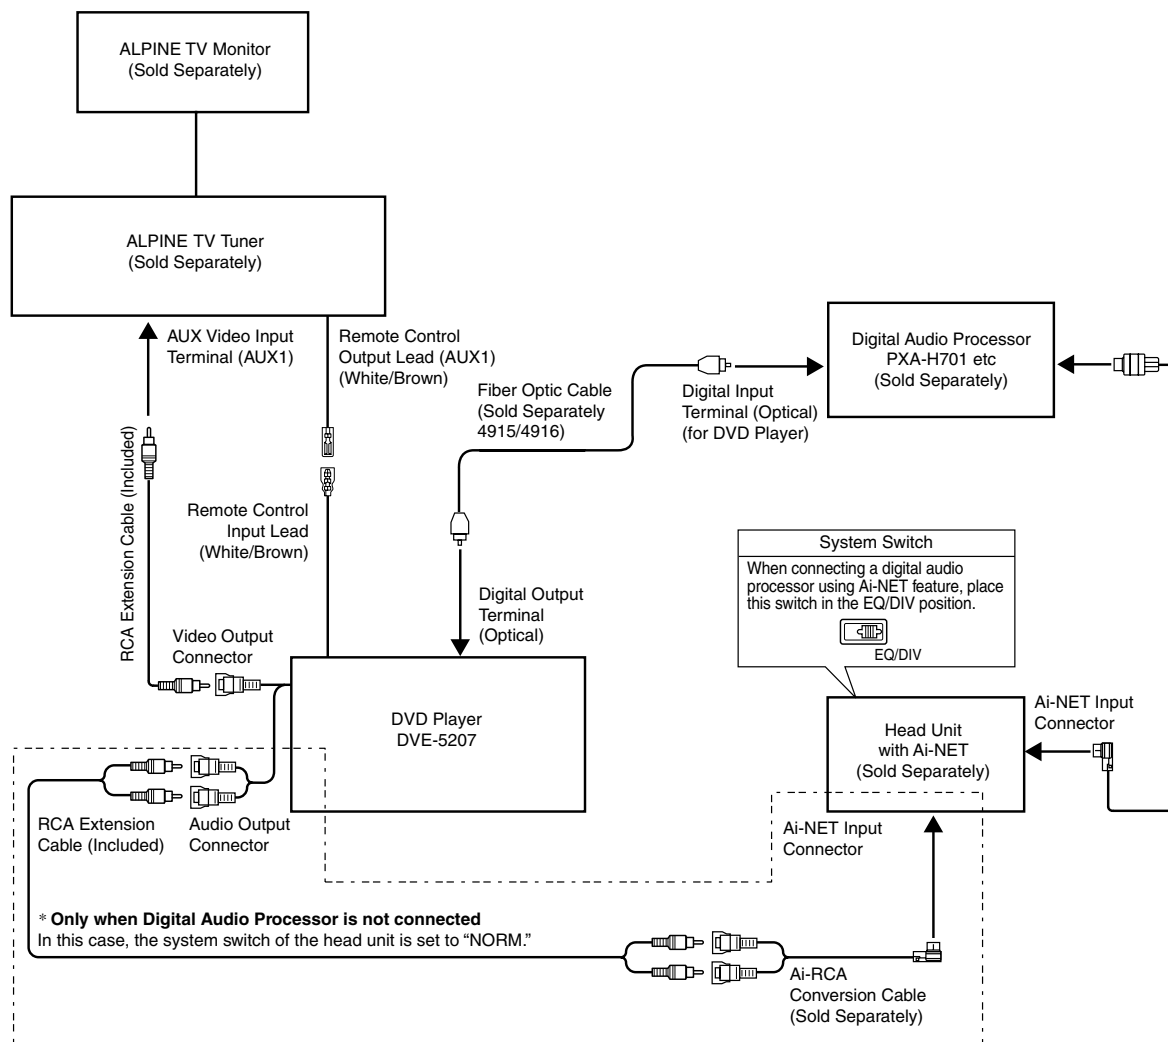 ALPINE TV Monitor
(Sold Separately)
ALPINE TV Tuner
(Sold Separately)
AUX Video Input
Terminal (AUX1)
Remote Control
Output Lead (AUX1)
(White/Brown)
Fiber Optic Cable
(Sold Separately
4915/4916)
Digital Input
Terminal (Optical)
(for DVD Player)
Digital Audio Processor
PXA-H701 etc
(Sold Separately)
RCA Extension Cable (Included)
Remote Control
Input Lead
(White/Brown)
Digital Output
Terminal
(Optical)
System Switch
When connecting a digital audio
processor using Ai-NET feature, place
this switch in the EQ/DIV position.
EQ/DIV
Video Output
Connector
DVD Player
DVE-5207
Head Unit
with Ai-NET
(Sold Separately)
Ai-NET Input
Connector
RCA Extension
Cable (Included)
Audio Output
Connector
Ai-NET Input
Connector
* Only when Digital Audio Processor is not connected
In this case, the system switch of the head unit is set to “NORM.”
Ai-RCA
Conversion Cable
(Sold Separately)